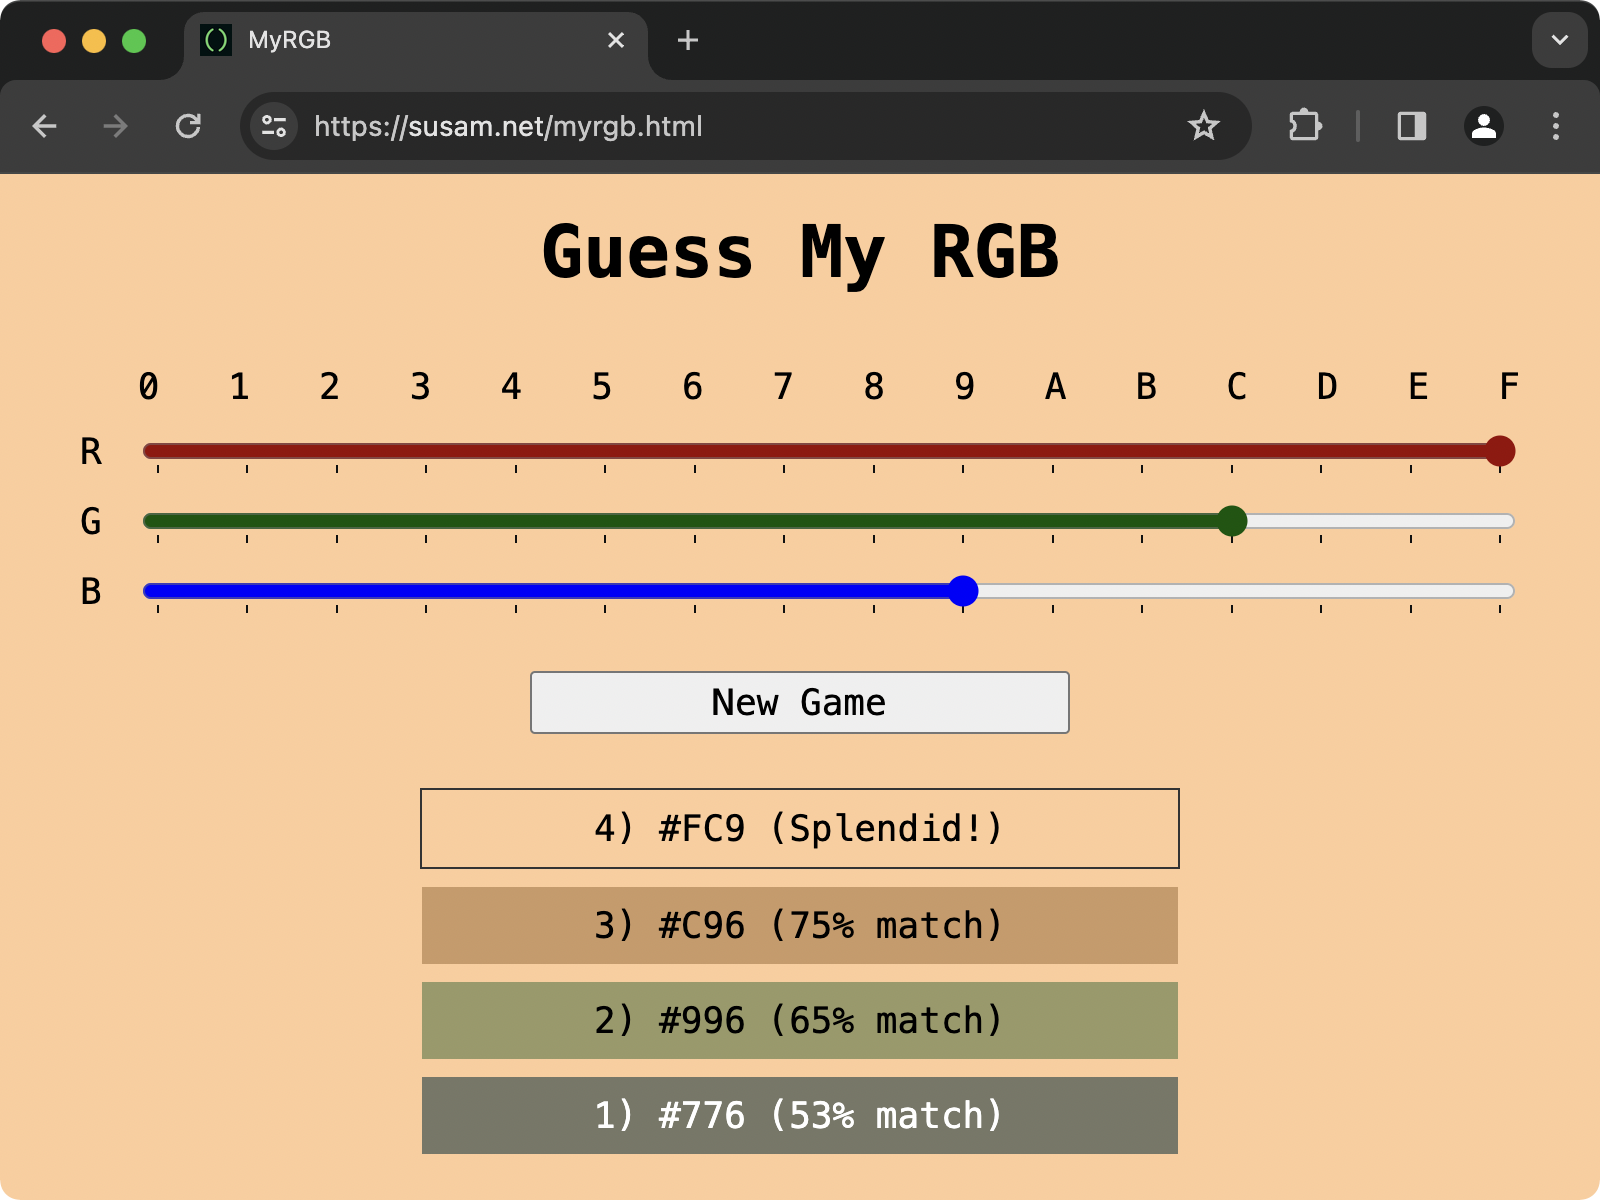 MyRGB
https://susam.net/myrgb.html
Guess My RGB
0 1 2 3 4 5 6 7 8 9 A B C D E F
R
G
B
New Game
4) #FC9 (Splendid!)
3) #C96 (75% match)
2) #996 (65% match)
1) #776 (53% match)